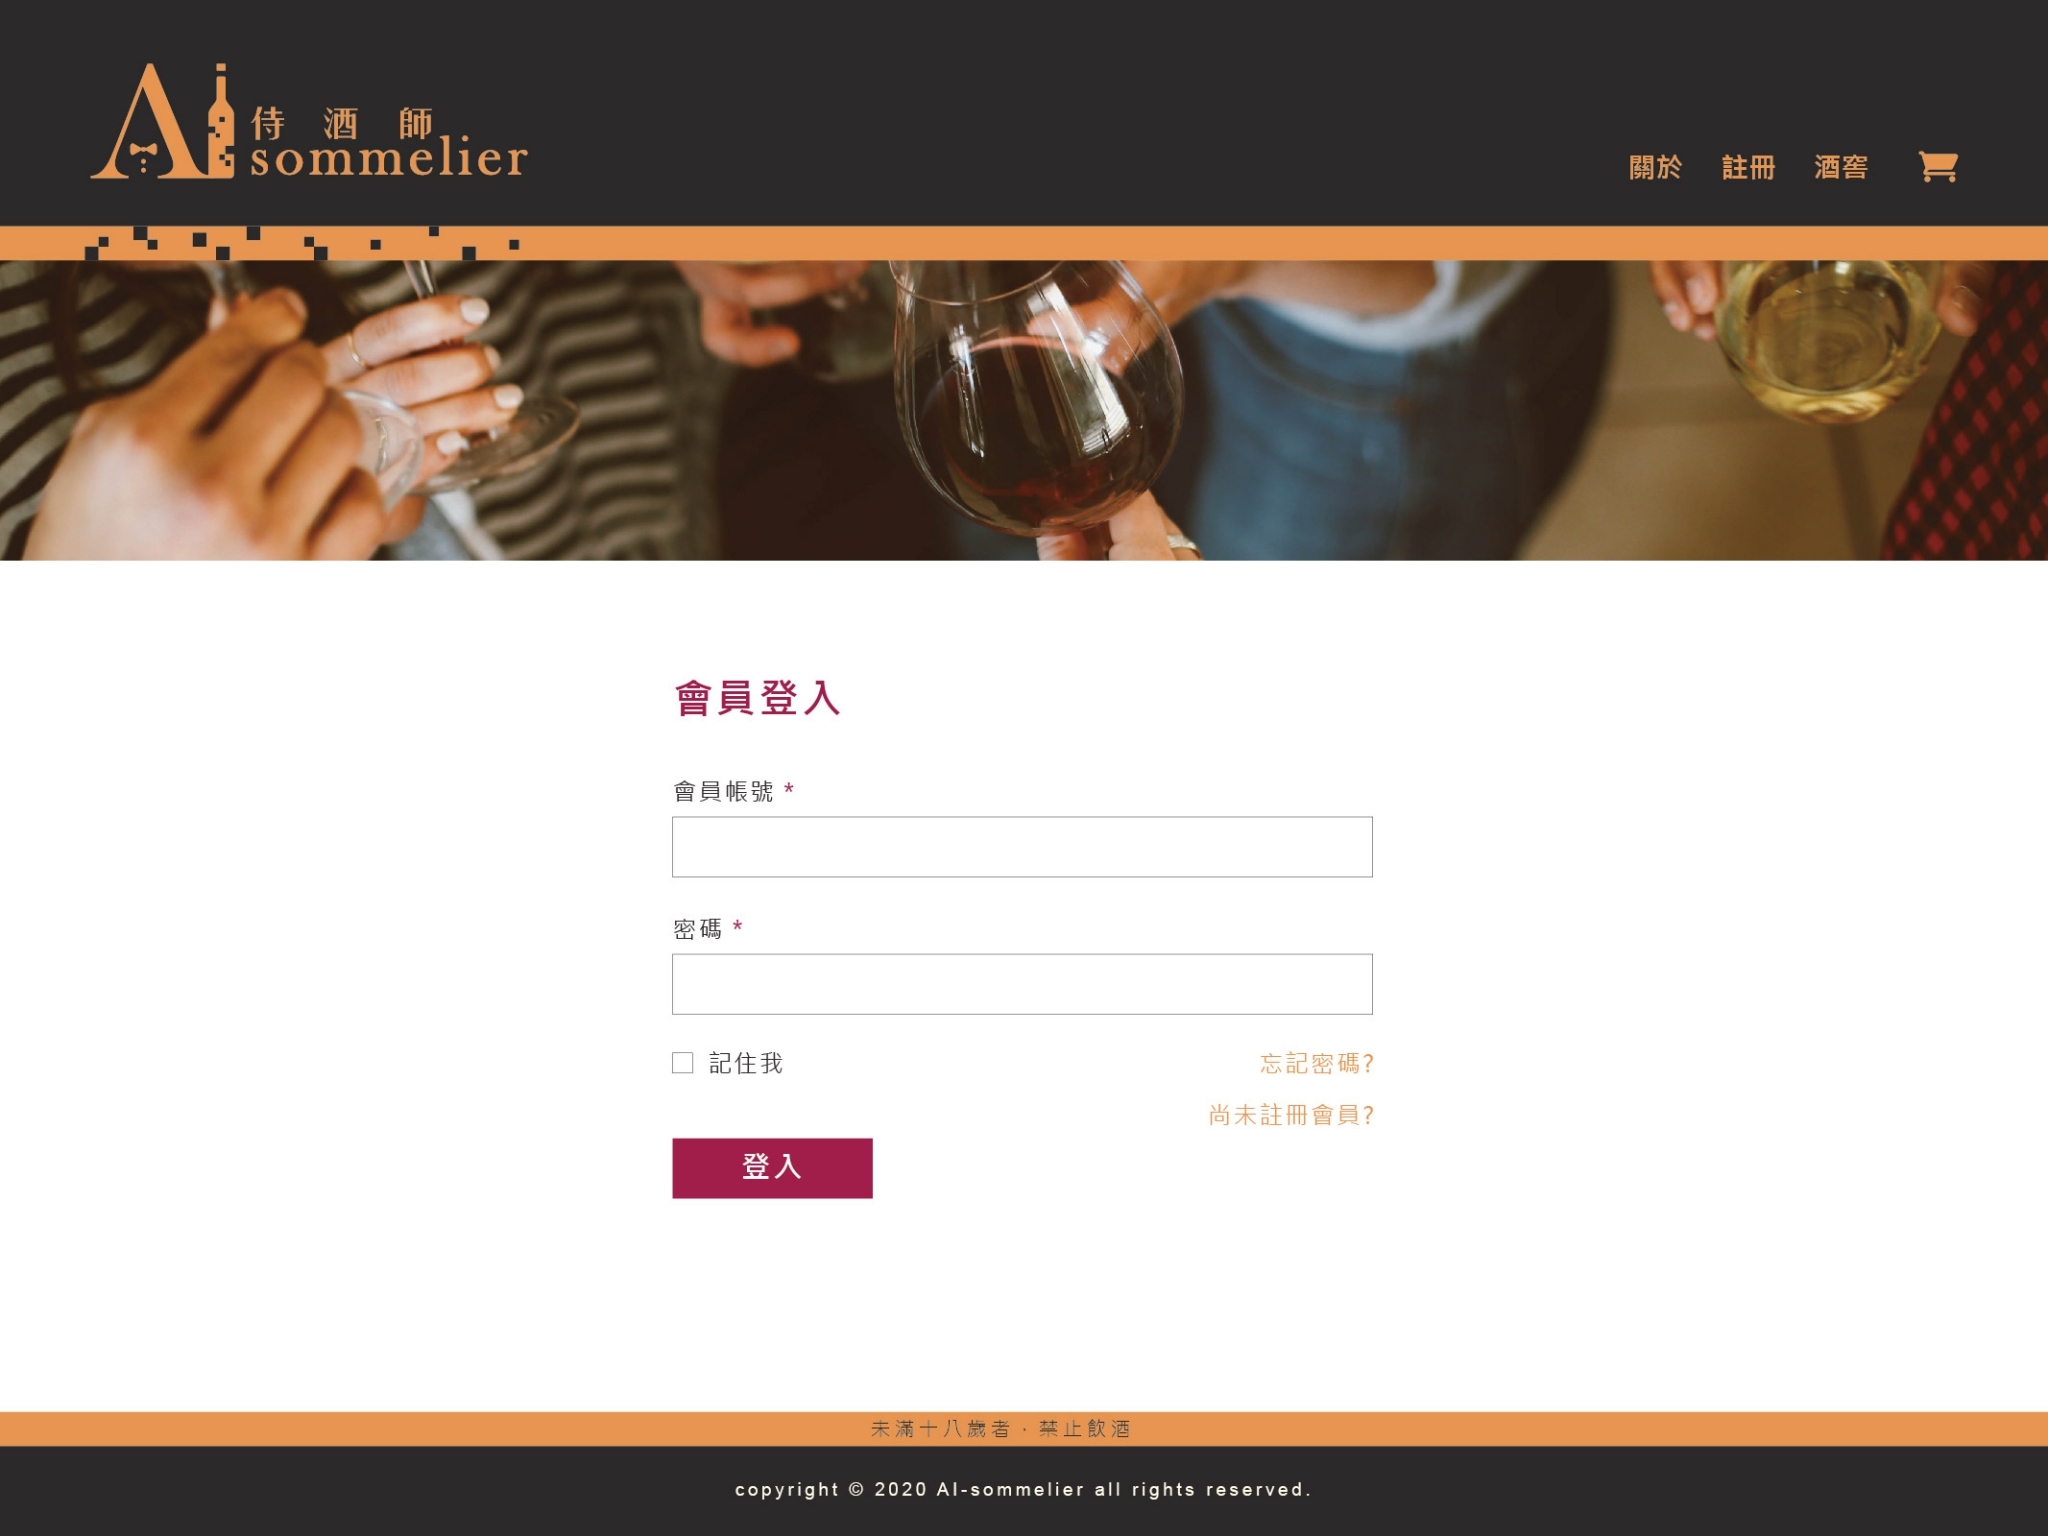 Ai 侍酒師
sommelier
關於 註冊 酒窖
會員登入
會員帳號 *
密碼 *
記住我 忘記密碼?
尚未註冊會員?
登入
未滿十八歲者，禁止飲酒
copyright © 2020 AI-sommelier all rights reserved.